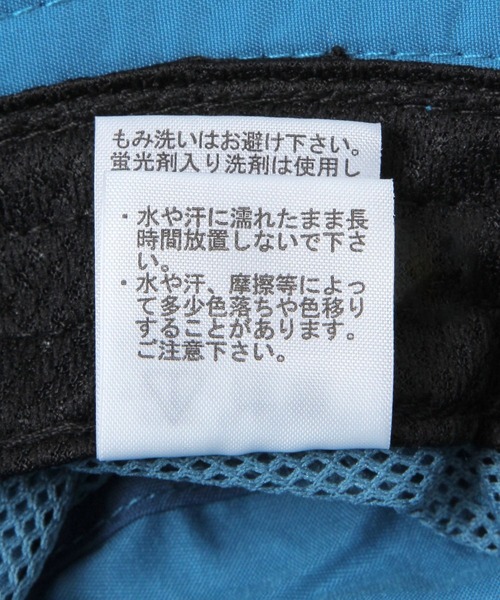 もみ洗いはお避け下さい。
蛍光剤入り洗剤は使用し
・水や汗に濡れたまま長
時間放置しないで下さ
い。
・水や汗、摩擦等によっ
て多少色落ちや色移り
することがあります。
ご注意下さい。